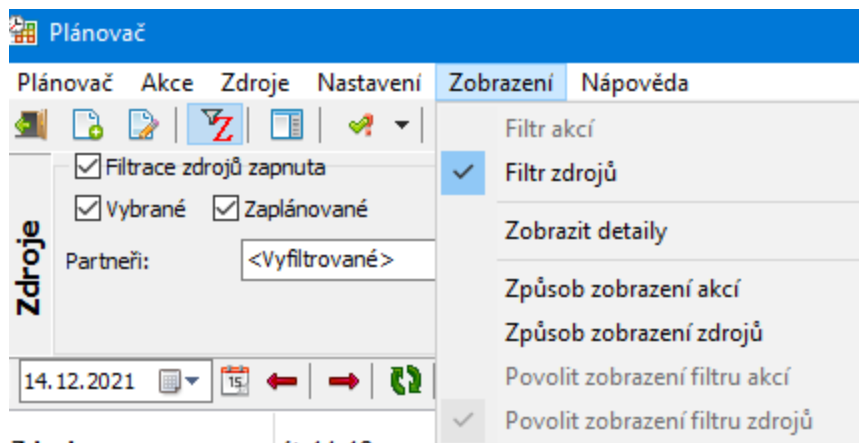 Plánovač
Plánovač Akce Zdroje Nastavení Zobrazení Nápověda
Filtr akcí
Filtr zdrojů
Zobrazit detaily
Způsob zobrazení akcí
Způsob zobrazení zdrojů
Povolit zobrazení filtru akcí
Povolit zobrazení filtru zdrojů
Zdroje
Filtrace zdrojů zapnuta
Vybrané Zaplánované
Partneři: <Vyfiltrované>
14.12.2021
15